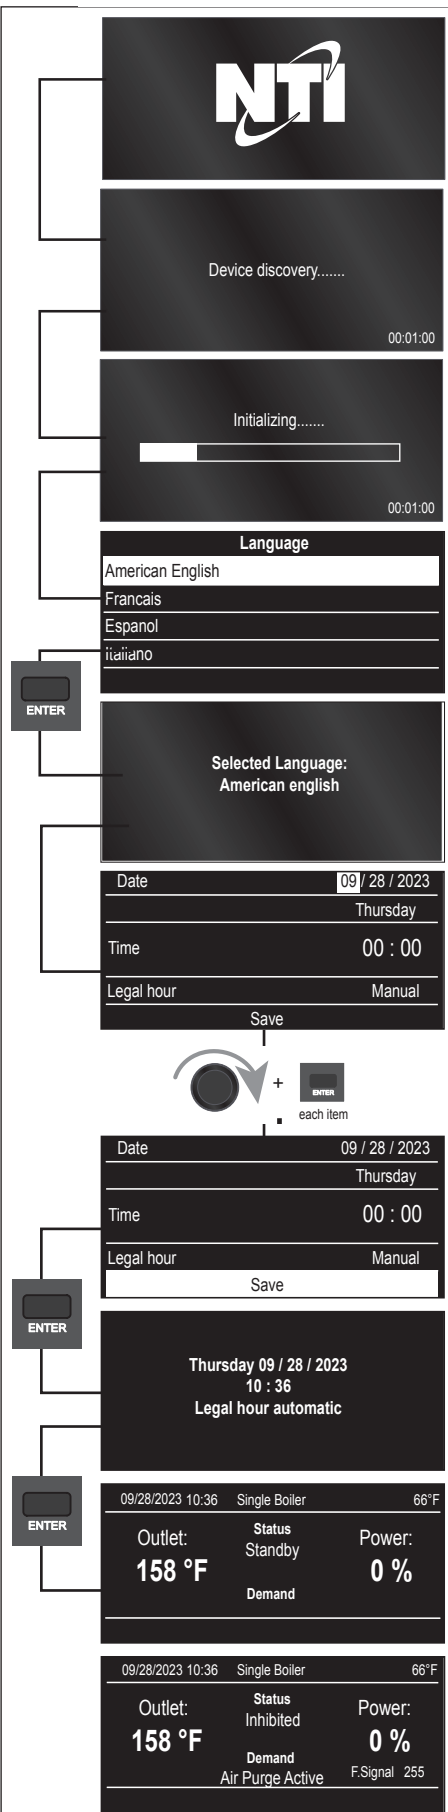 NTI
Device discovery.......
00:01:00
Initializing.......
00:01:00
Language
American English
Francais
Espanol
Italiano
ENTER
Selected Language:
American english
Date 09 / 28 / 2023
Thursday
Time 00 : 00
Legal hour Manual
Save
+ ENTER
each item
Date 09 / 28 / 2023
Thursday
Time 00 : 00
Legal hour Manual
Save
ENTER
Thursday 09 / 28 / 2023
10 : 36
Legal hour automatic
ENTER
09/28/2023 10:36 Single Boiler 66°F
Outlet: Status Power:
Standby
158 °F 0 %
Demand
09/28/2023 10:36 Single Boiler 66°F
Outlet: Status Power:
Inhibited
158 °F 0 %
Demand
Air Purge Active F.Signal 255